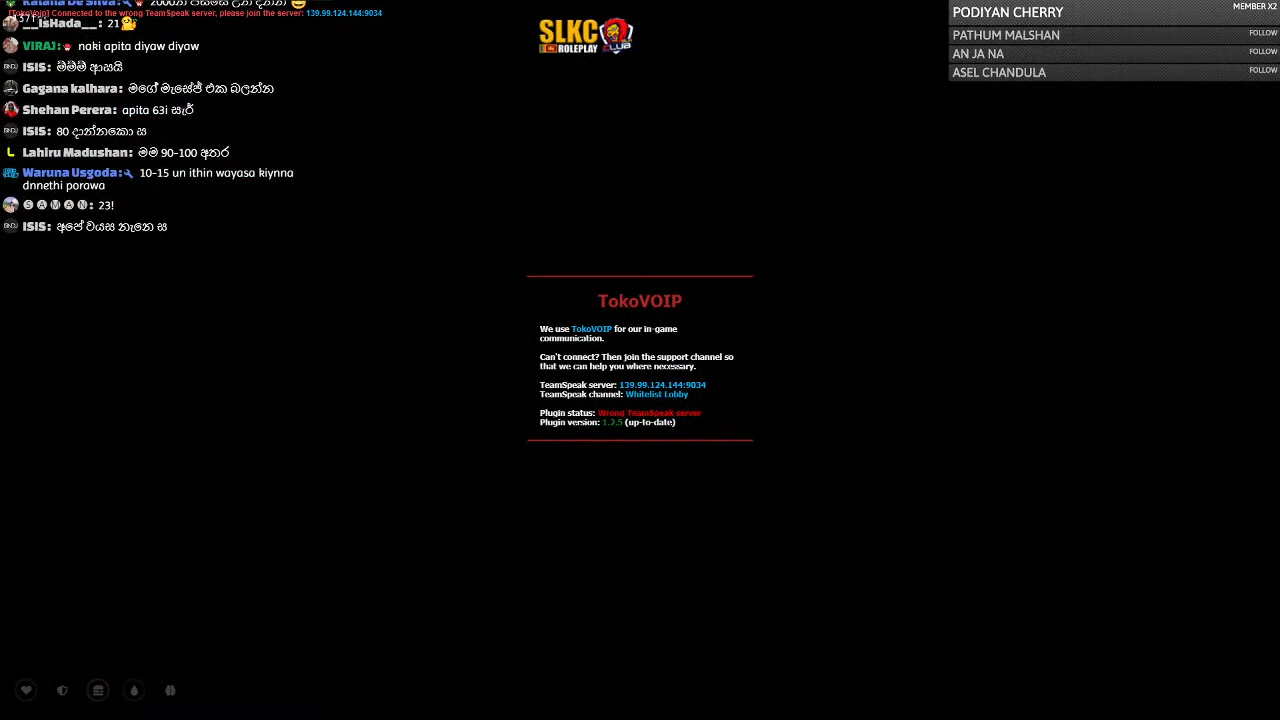 [TokoVoip] Connected to the wrong TeamSpeak server, please join the server: 139.99.124.144:9034
__IsHada__: 21
VIRAJ: naki apita diyaw diyaw
ISIS: ම්ම්ම් ආසයි
Gagana kalhara: මගේ මැසේජ් එක බලන්න
Shehan Perera: apita 63i සැර්
ISIS: 80 දාන්නකො ස
L Lahiru Madushan: මම 90-100 අතර
Waruna Usgoda: 10-15 un ithin wayasa kiynna
dnnethi porawa
SAMAN: 23!
ISIS: අපේ වයස නැනෙ ස
SLKC
ROLEPLAY
CLUB
PODIYAN CHERRY MEMBER X2
PATHUM MALSHAN FOLLOW
AN JA NA FOLLOW
ASEL CHANDULA FOLLOW
TokoVOIP
We use TokoVOIP for our in-game
communication.
Can't connect? Then join the support channel so
that we can help you where necessary.
TeamSpeak server: 139.99.124.144:9034
TeamSpeak channel: Whitelist Lobby
Plugin status: Wrong TeamSpeak server
Plugin version: 1.2.5 (up-to-date)